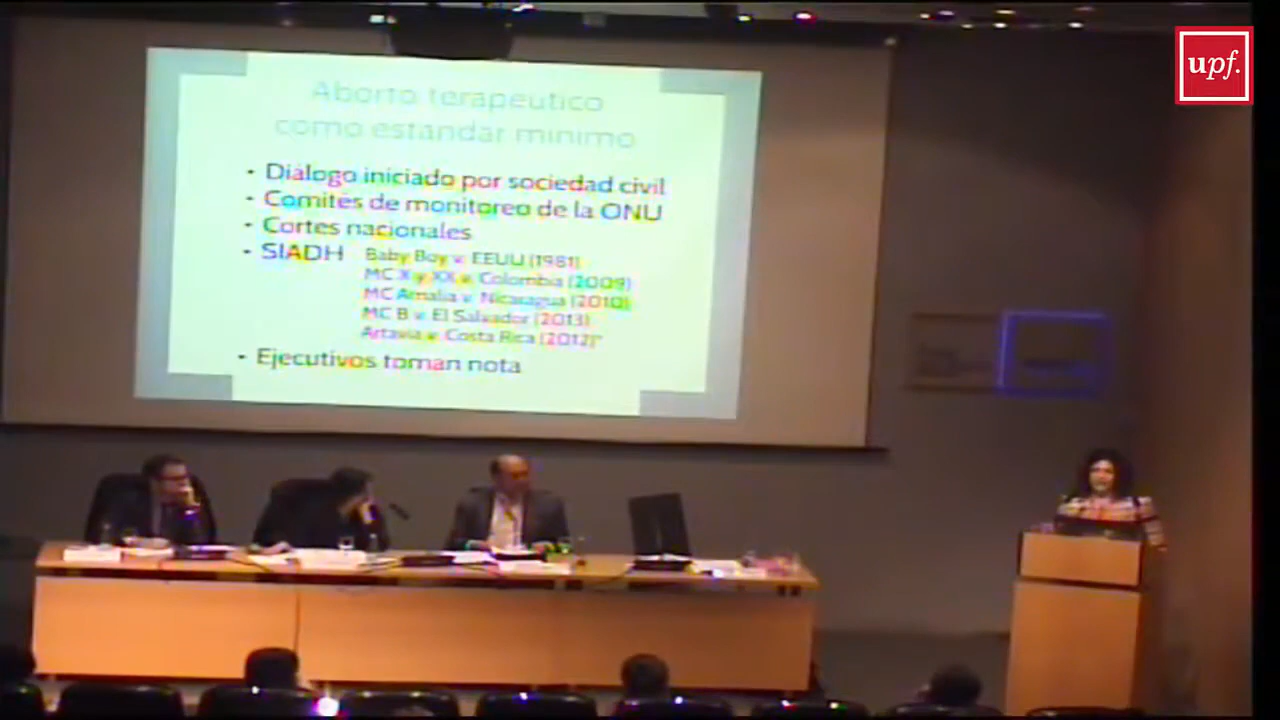 Aborto terapeutico
como estandar minimo
• Diálogo iniciado por sociedad civil
• Comités de monitoreo de la ONU
• Cortes nacionales
• SIADH Baby Boy v. EEUU (1981)
MC X y XX v. Colombia (2009)
MC Amalia v. Nicaragua (2010)
MC B v. El Salvador (2013)
Artavia v. Costa Rica (2012)*
• Ejecutivos toman nota
upf.